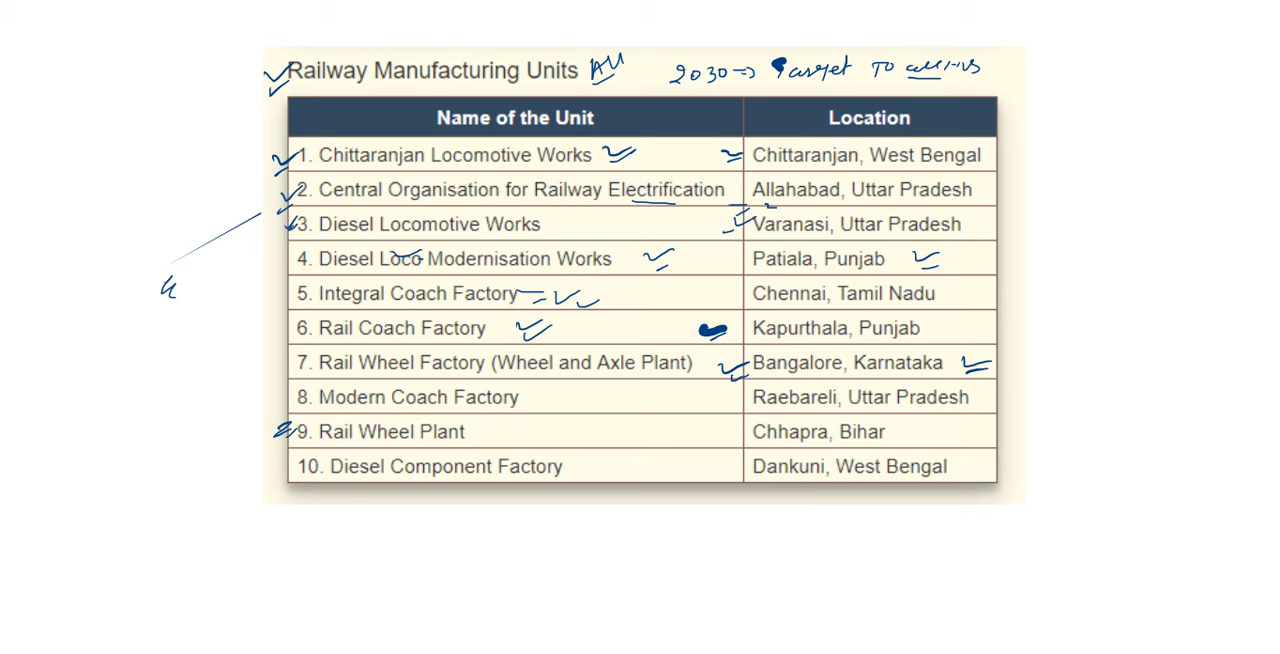 Railway Manufacturing Units 2030 => Target TO
Name of the Unit Location
1. Chittaranjan Locomotive Works Chittaranjan, West Bengal
2. Central Organisation for Railway Electrification Allahabad, Uttar Pradesh
3. Diesel Locomotive Works Varanasi, Uttar Pradesh
4. Diesel Loco Modernisation Works Patiala, Punjab
5. Integral Coach Factory Chennai, Tamil Nadu
6. Rail Coach Factory Kapurthala, Punjab
7. Rail Wheel Factory (Wheel and Axle Plant) Bangalore, Karnataka
8. Modern Coach Factory Raebareli, Uttar Pradesh
9. Rail Wheel Plant Chhapra, Bihar
10. Diesel Component Factory Dankuni, West Bengal